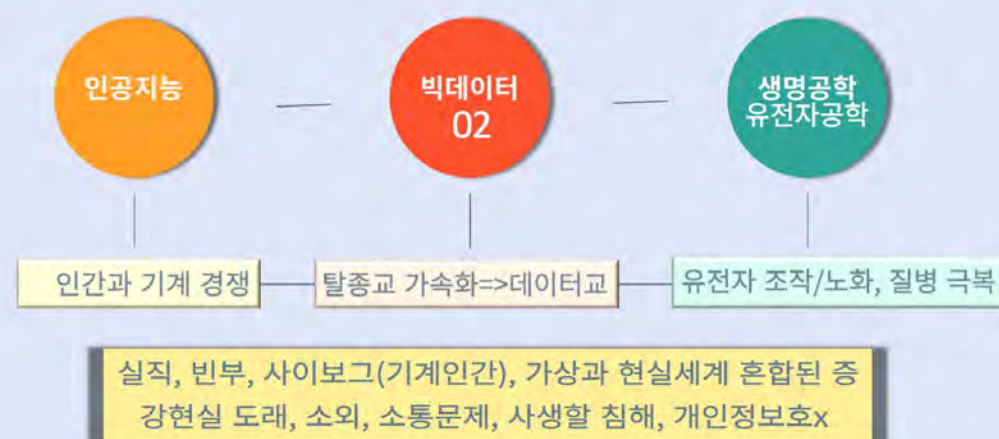 인공지능
빅데이터
02
생명공학
유전자공학
인간과 기계 경쟁
탈종교 가속화=>데이터교
유전자 조작/노화, 질병 극복
실직, 빈부, 사이보그(기계인간), 가상과 현실세계 혼합된 증
강현실 도래, 소외, 소통문제, 사생할 침해, 개인정보호x